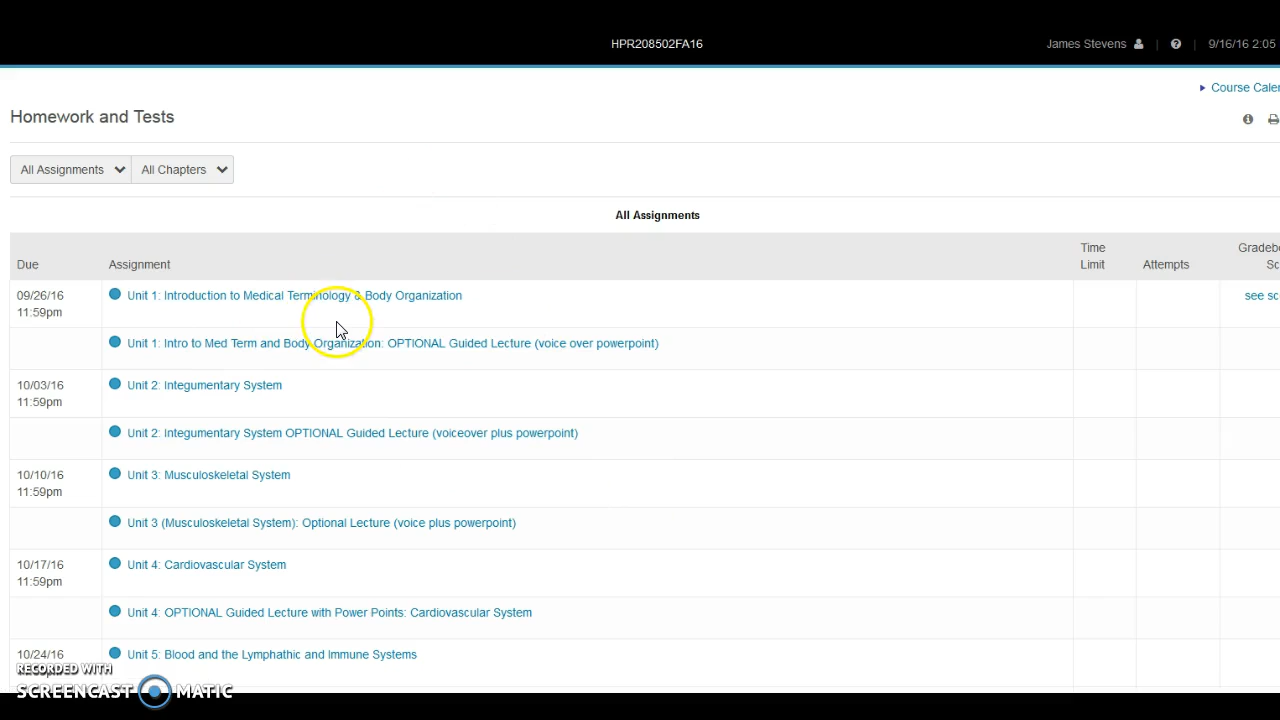 HPR208502FA16
James Stevens | | 9/16/16 2:05
Course Caler
Homework and Tests
All Assignments All Chapters
All Assignments
Due Assignment Time Limit Attempts Gradebo Sc
09/26/16 11:59pm Unit 1: Introduction to Medical Terminology & Body Organization see sc
Unit 1: Intro to Med Term and Body Organization: OPTIONAL Guided Lecture (voice over powerpoint)
10/03/16 11:59pm Unit 2: Integumentary System
Unit 2: Integumentary System OPTIONAL Guided Lecture (voiceover plus powerpoint)
10/10/16 11:59pm Unit 3: Musculoskeletal System
Unit 3 (Musculoskeletal System): Optional Lecture (voice plus powerpoint)
10/17/16 11:59pm Unit 4: Cardiovascular System
Unit 4: OPTIONAL Guided Lecture with Power Points: Cardiovascular System
10/24/16 Unit 5: Blood and the Lymphathic and Immune Systems
RECORDED WITH
SCREENCAST MATIC